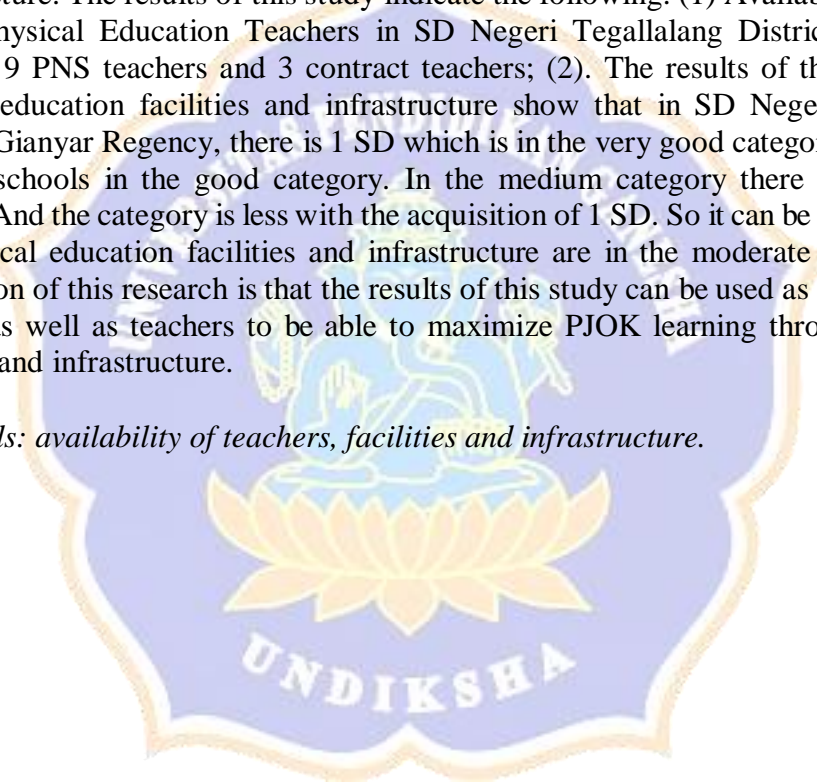 ture. The results of this study indicate the following: (1) Availab
hysical Education Teachers in SD Negeri Tegallalang Distric
9 PNS teachers and 3 contract teachers; (2). The results of th
education facilities and infrastructure show that in SD Nege
Gianyar Regency, there is 1 SD which is in the very good categor
schools in the good category. In the medium category there
And the category is less with the acquisition of 1 SD. So it can be
cal education facilities and infrastructure are in the moderate
on of this research is that the results of this study can be used as
as well as teachers to be able to maximize PJOK learning thro
and infrastructure.
ds: availability of teachers, facilities and infrastructure.
UNIVERSITAS PENDIDIKAN GANESHA
UNDIKSHA